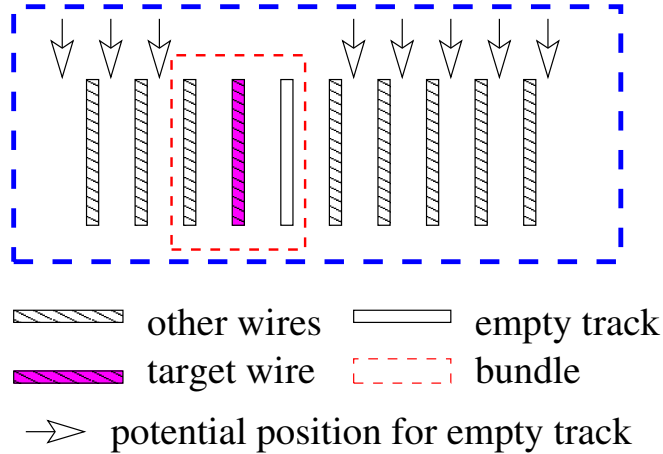 other wires empty track
target wire bundle
potential position for empty track